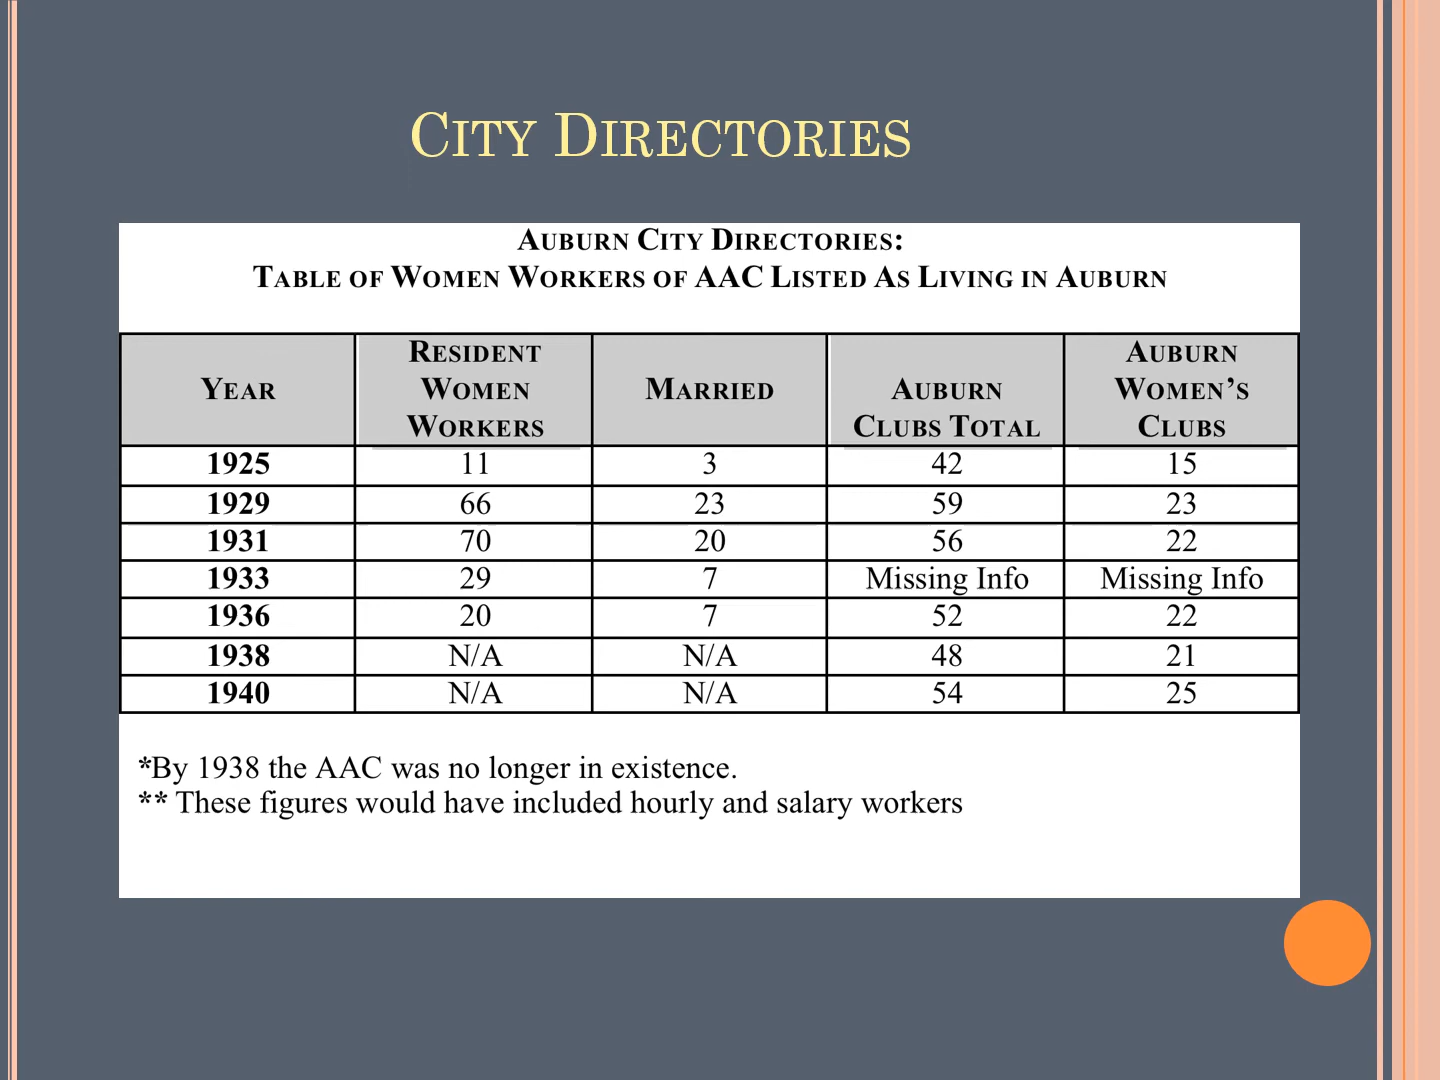 CITY DIRECTORIES
AUBURN CITY DIRECTORIES:
TABLE OF WOMEN WORKERS OF AAC LISTED AS LIVING IN AUBURN
YEAR RESIDENT WOMEN WORKERS MARRIED AUBURN CLUBS TOTAL AUBURN WOMEN'S CLUBS
1925 11 3 42 15
1929 66 23 59 23
1931 70 20 56 22
1933 29 7 Missing Info Missing Info
1936 20 7 52 22
1938 N/A N/A 48 21
1940 N/A N/A 54 25
*By 1938 the AAC was no longer in existence.
** These figures would have included hourly and salary workers